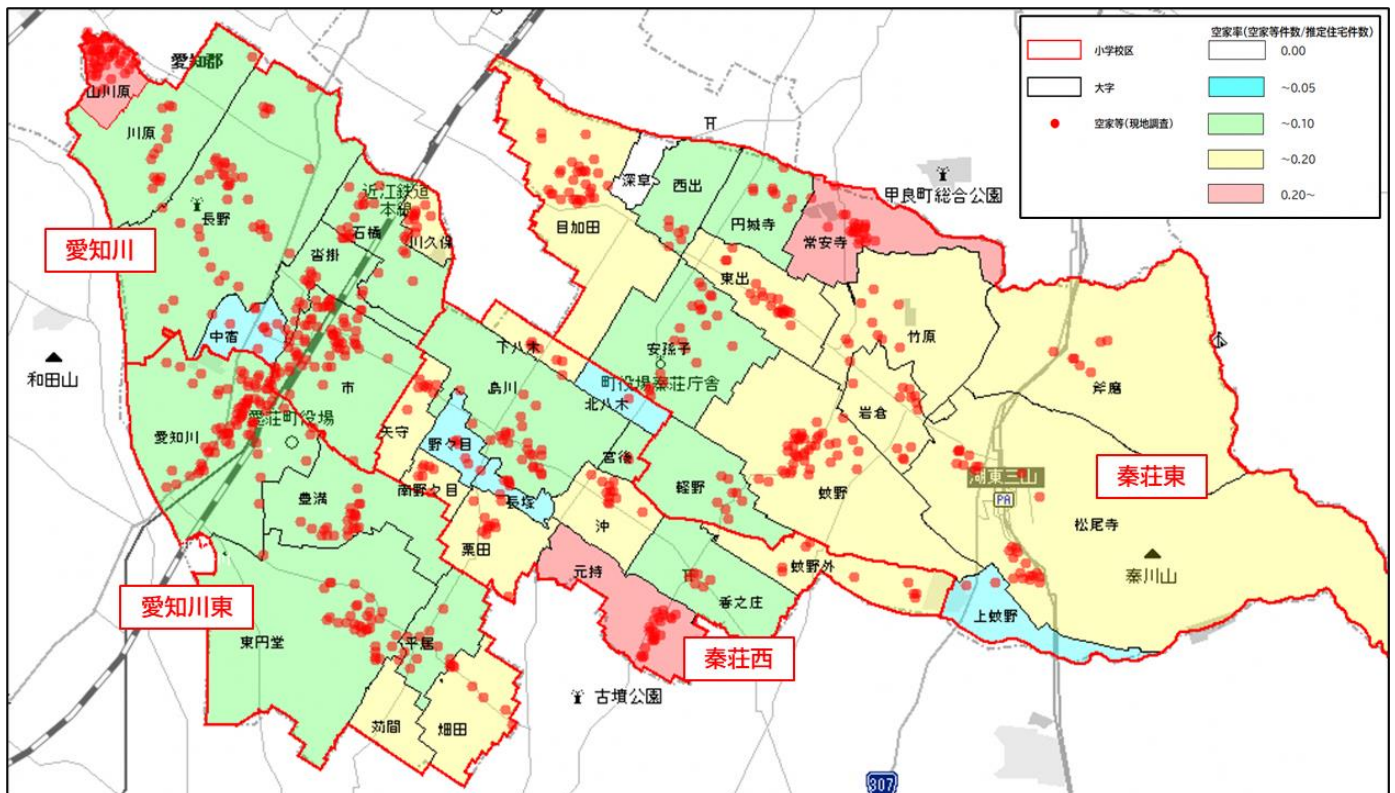 空家率(空家等件数/推定住宅件数)
小学校区
0.00
大字
~0.05
空家等(現地調査)
~0.10
~0.20
0.20~
愛知郡
山川原
川原
長野
近江鉄道
本線
石橋
川久保
沓掛
愛知川
中宿
和田山
市
愛知川
愛荘町役場
豊満
愛知川東
東円堂
平居
苅間
畑田
目加田
深草
西出
円城寺
常安寺
甲良町総合公園
東出
竹原
安孫子
町役場秦荘庁舎
下八木
島川
北八木
矢守
野々目
宮後
南野々目
長塚
軽野
栗田
沖
蚊野
岩倉
斧磨
湖東三山
PA
秦荘東
松尾寺
秦川山
元持
香之庄
蚊野外
上蚊野
秦荘西
古墳公園
307